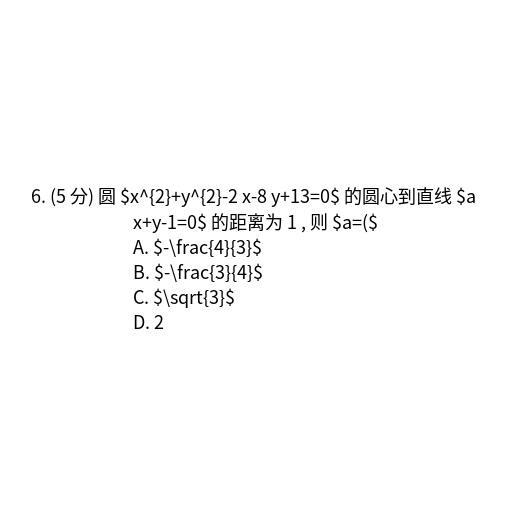 6. (5 分) 圆 $x^{2}+y^{2}-2 x-8 y+13=0$ 的圆心到直线 $a
x+y-1=0$ 的距离为 1 , 则 $a=($
A. $-\frac{4}{3}$
B. $-\frac{3}{4}$
C. $\sqrt{3}$
D. 2